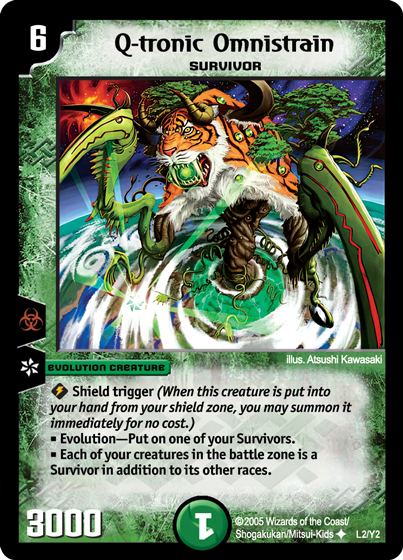 6
Q-tronic Omnistrain
SURVIVOR
illus. Atsushi Kawasaki
EVOLUTION CREATURE
Shield trigger (When this creature is put into
your hand from your shield zone, you may summon it
immediately for no cost.)
▪ Evolution—Put on one of your Survivors.
▪ Each of your creatures in the battle zone is a
Survivor in addition to its other races.
3000
1
©2005 Wizards of the Coast/
Shogakukan/Mitsui-Kids ✦ L2/Y2